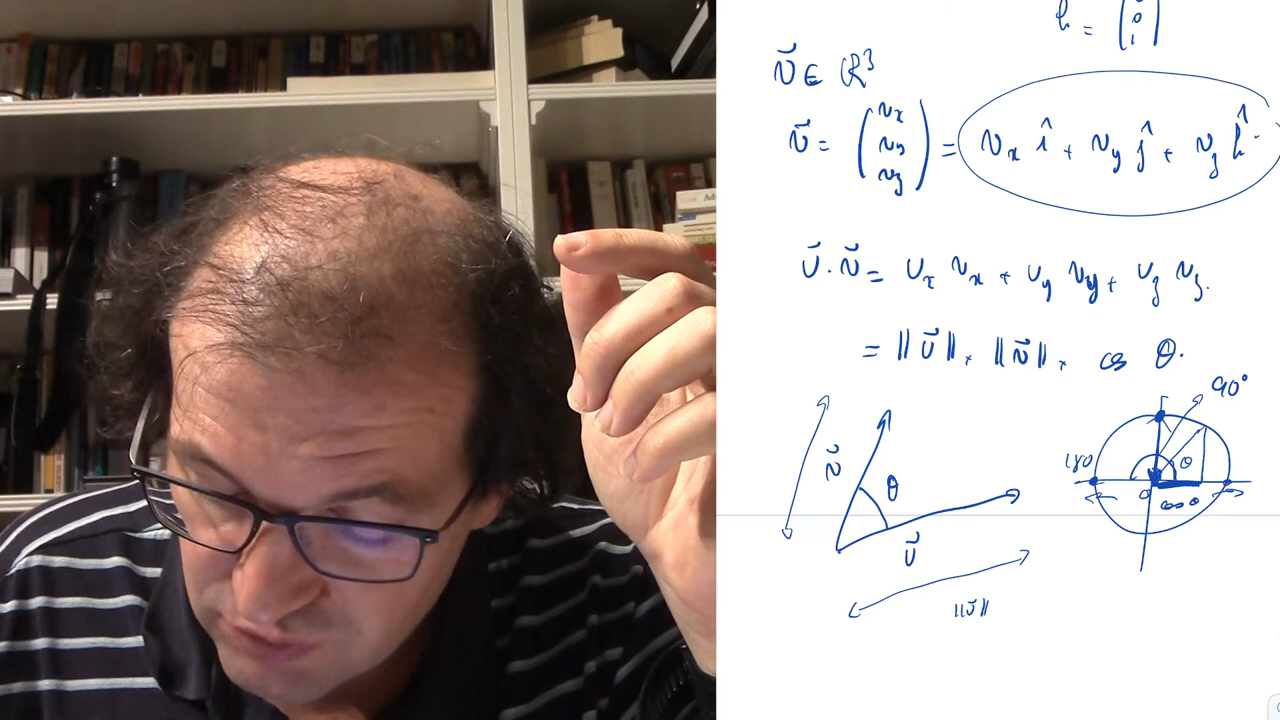 k = ( 0 1 )
v⃗ ∈ ℝ³
v⃗ = ( vx vy vz ) = vx î + vy ĵ + vz k̂.
u⃗ . v⃗ = ux vx + uy vy + uz vz.
= ‖u⃗‖ . ‖v⃗‖ . cos θ.
90°
v⃗
θ
180
θ
0
cos θ
u⃗
‖u⃗‖